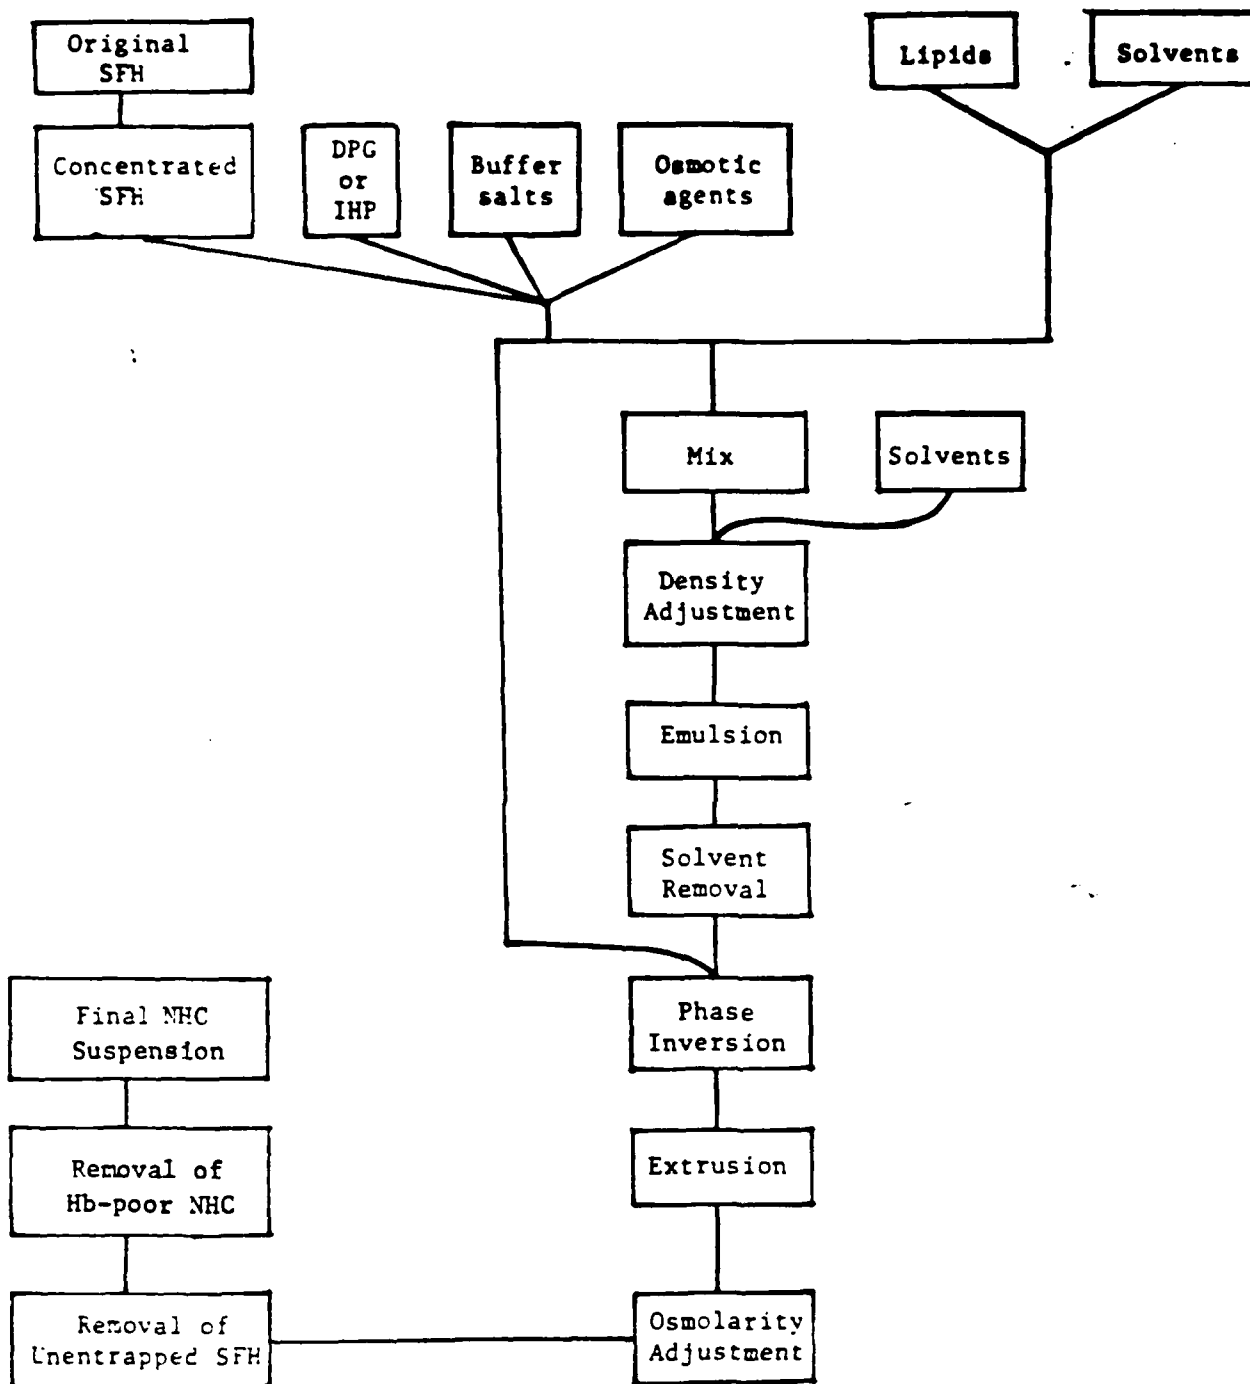 Original
SFH
Lipids
Solvents
Concentrated
SFH
DPG
or
IHP
Buffer
salts
Osmotic
agents
Mix
Solvents
Density
Adjustment
Emulsion
Solvent
Removal
Phase
Inversion
Extrusion
Osmolarity
Adjustment
Removal of
Unentrapped SFH
Removal of
Hb-poor NHC
Final NHC
Suspension